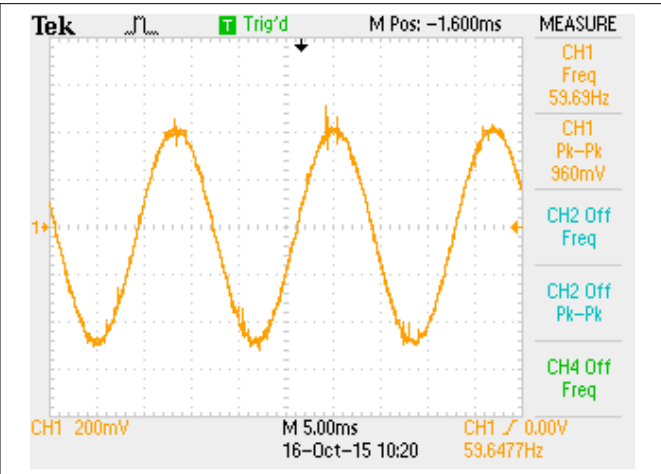 Tek Trig'd M Pos: -1.600ms MEASURE
CH1
Freq
59.69Hz
CH1
Pk-Pk
960mV
1
CH2 Off
Freq
CH2 Off
Pk-Pk
CH4 Off
Freq
CH1 200mV M 5.00ms CH1 0.00V
16-Oct-15 10:20 59.6477Hz